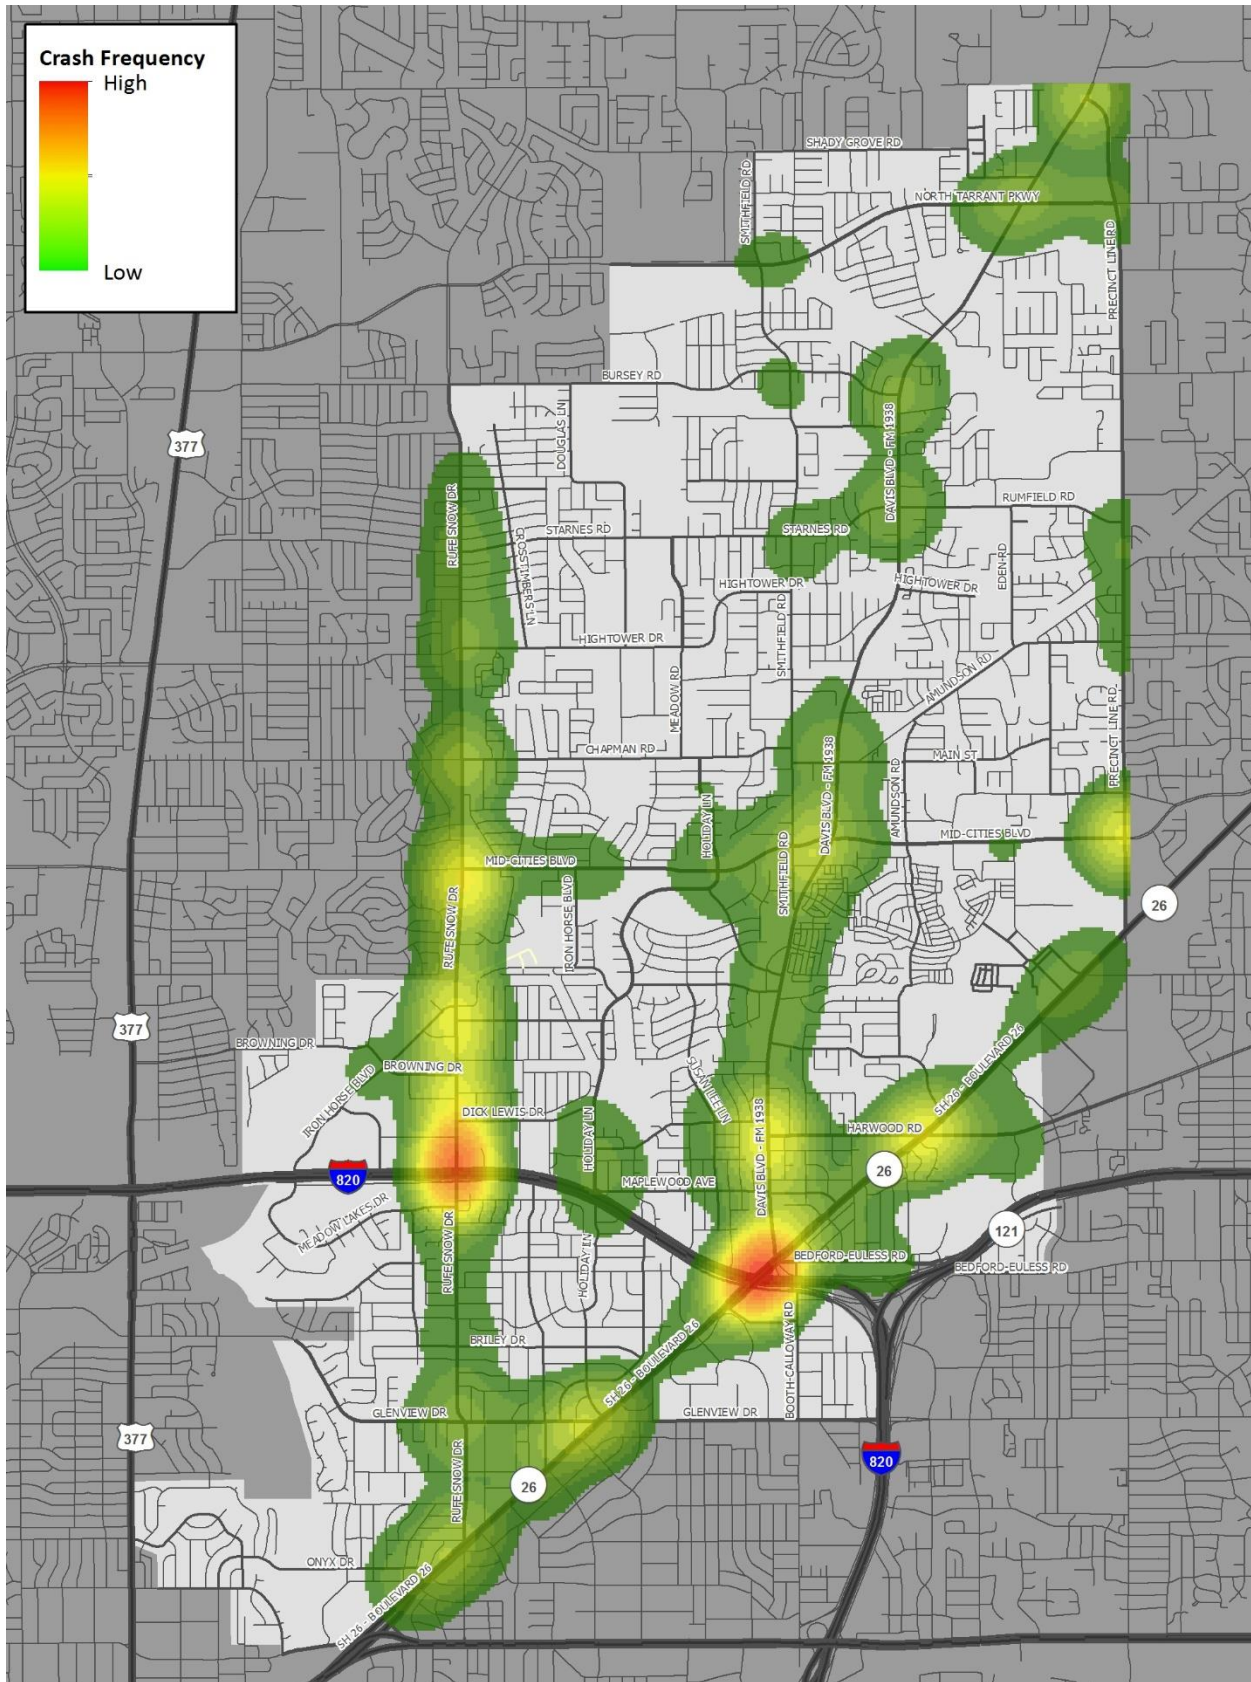 Crash Frequency
High
Low
SHADY GROVE RD
SMITHFIELD RD
NORTH TARRANT PKWY
PRECINCT LINE RD
BURSEY RD
DOUGLAS LN
DAVIS BLVD - FM 1938
377
RUFE SNOW DR
CROSSTIMBERS LN
STARNES RD
STARNES RD
RUMFIELD RD
EDEN RD
HIGHTOWER DR
HIGHTOWER DR
HIGHTOWER DR
SMITHFIELD RD
MEADOW RD
AMUNDSON RD
PRECINCT LINE RD
CHAPMAN RD
MAIN ST
DAVIS BLVD - FM 1938
AMUNDSON RD
HOLIDAY LN
MID-CITIES BLVD
MID-CITIES BLVD
SMITHFIELD RD
26
RUFE SNOW DR
IRON HORSE BLVD
377
BROWNING DR
BROWNING DR
IRON HORSE BLVD
SUSAN LEE LN
SH 26 - BOULEVARD 26
DICK LEWIS DR
HOLIDAY LN
DAVIS BLVD - FM 1938
HARWOOD RD
820
26
MAPLEWOOD AVE
MEADOW LAKES DR
RUFE SNOW DR
HOLIDAY LN
121
BEDFORD-EULESS RD
BEDFORD-EULESS RD
BRILEY DR
SH 26 - BOULEVARD 26
BOOTH-CALLOWAY RD
GLENVIEW DR
GLENVIEW DR
377
RUFE SNOW DR
820
26
ONYX DR
SH 26 - BOULEVARD 26